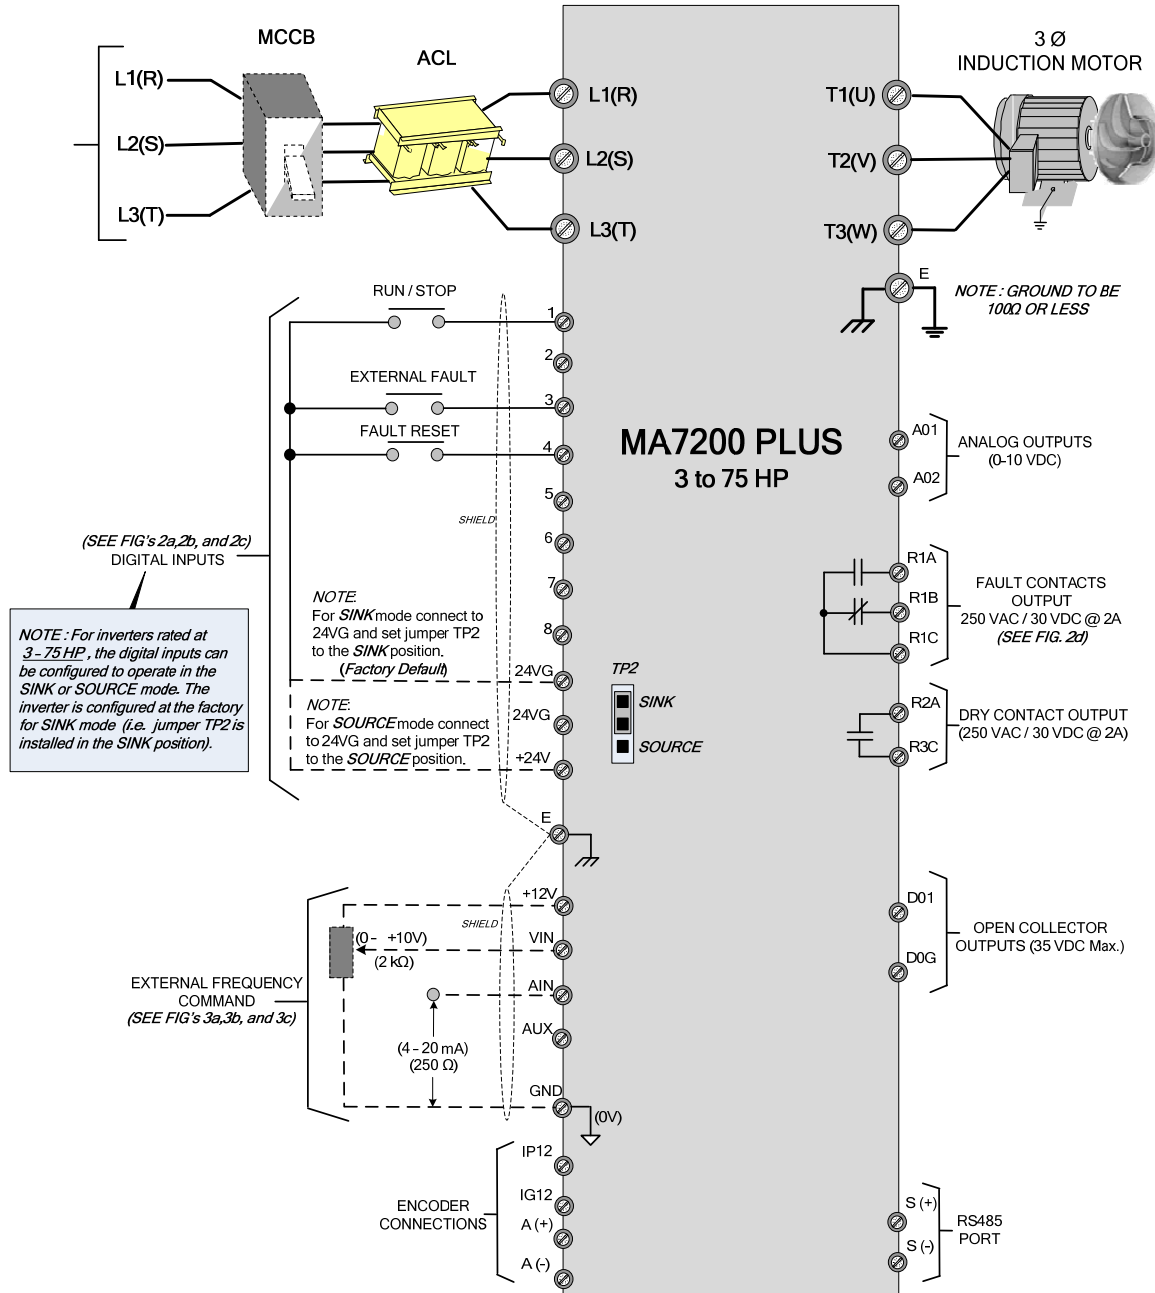 MCCB
ACL
3 Ø
INDUCTION MOTOR
L1(R)
L2(S)
L3(T)
L1(R)
L2(S)
L3(T)
T1(U)
T2(V)
T3(W)
E
NOTE : GROUND TO BE
100Ω OR LESS
RUN / STOP
1
2
EXTERNAL FAULT
3
FAULT RESET
4
5
SHIELD
6
7
8
MA7200 PLUS
3 to 75 HP
A01
A02
ANALOG OUTPUTS
(0-10 VDC)
(SEE FIG's 2a,2b, and 2c)
DIGITAL INPUTS
NOTE : For inverters rated at
3 - 75 HP , the digital inputs can
be configured to operate in the
SINK or SOURCE mode. The
inverter is configured at the factory
for SINK mode (i.e. jumper TP2 is
installed in the SINK position).
NOTE:
For SINK mode connect to
24VG and set jumper TP2
to the SINK position.
(Factory Default)
24VG
NOTE:
For SOURCE mode connect
to 24VG and set jumper TP2
to the SOURCE position.
24VG
+24V
TP2
SINK
SOURCE
R1A
R1B
R1C
FAULT CONTACTS
OUTPUT
250 VAC / 30 VDC @ 2A
(SEE FIG. 2d)
R2A
R3C
DRY CONTACT OUTPUT
(250 VAC / 30 VDC @ 2A)
E
+12V
SHIELD
VIN
(0 - +10V)
(2 kΩ)
AIN
AUX
(4 - 20 mA)
(250 Ω)
GND
(0V)
EXTERNAL FREQUENCY
COMMAND
(SEE FIG's 3a,3b, and 3c)
D01
D0G
OPEN COLLECTOR
OUTPUTS (35 VDC Max.)
IP12
IG12
A (+)
A (-)
ENCODER
CONNECTIONS
S (+)
S (-)
RS485
PORT